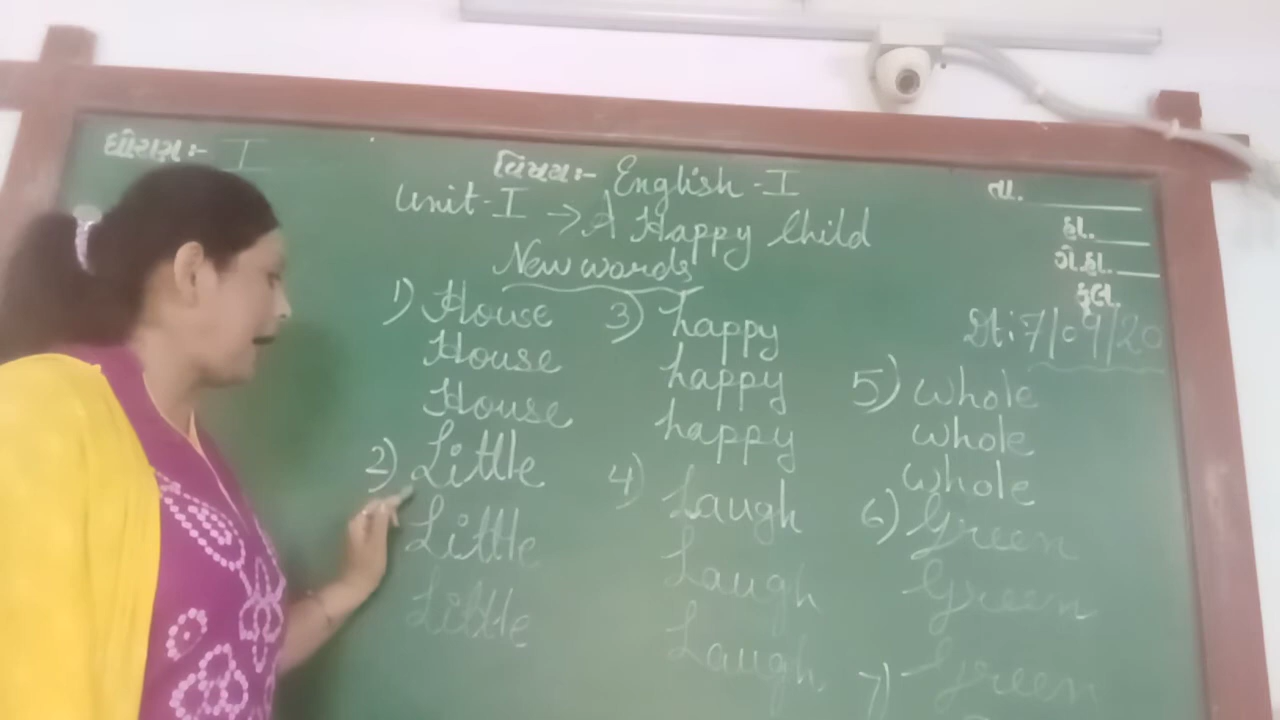 ધોરણ:- I
વિષય:- English - I
તા.
Unit-I → A Happy Child
હા.
ગે.હા.
New words
કુલ.
Dt: 7/09/20
1) House
House
House
2) Little
Little
Little
3) happy
happy
happy
4) Laugh
Laugh
Laugh
5) whole
whole
whole
6) Green
Green
Green
7)